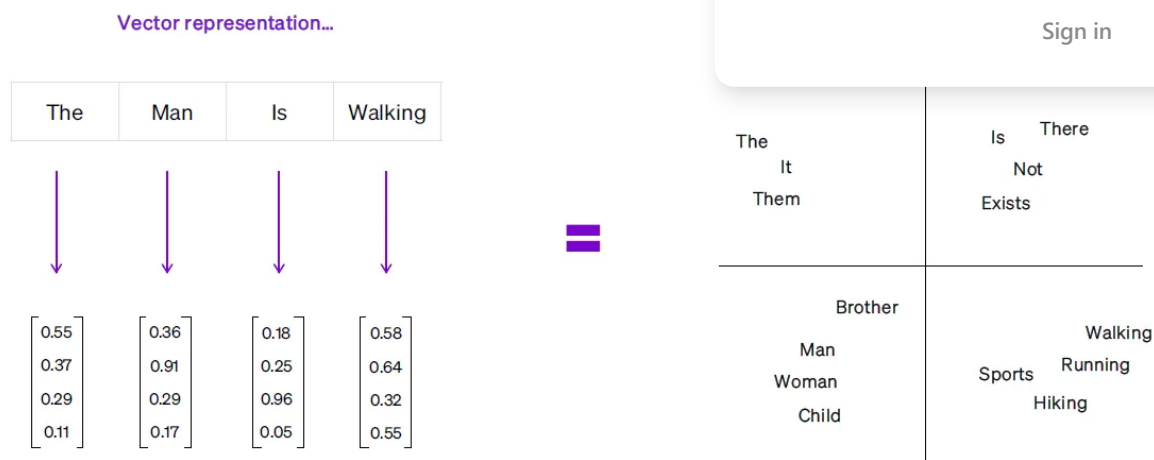 Vector representation...
Sign in
The Man Is Walking
0.55 0.36 0.18 0.58
0.37 0.91 0.25 0.64
0.29 0.29 0.96 0.32
0.11 0.17 0.05 0.55
=
The
It
Them
Is There
Not
Exists
Brother
Man
Woman
Child
Walking
Sports Running
Hiking